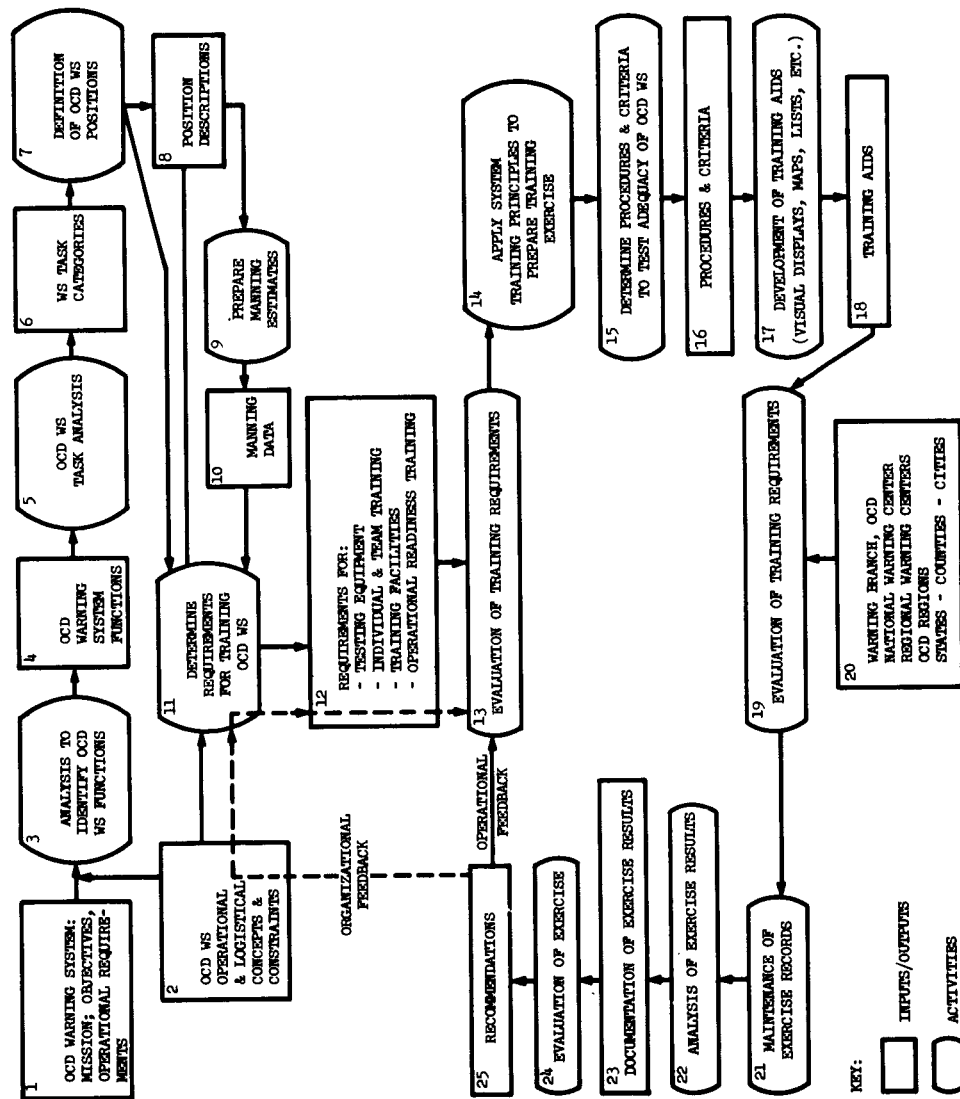 1
OCD WARNING SYSTEM:
MISSION; OBJECTIVES,
OPERATIONAL REQUIRE-
MENTS
2
OCD WS
OPERATIONAL
& LOGISTICAL
CONCEPTS &
CONSTRAINTS
3
ANALYSIS TO
IDENTIFY OCD
WS FUNCTIONS
4
OCD
WARNING
SYSTEM
FUNCTIONS
5
OCD WS
TASK ANALYSIS
6
WS TASK
CATEGORIES
7
DEFINITION
OF OCD WS
POSITIONS
8
POSITION
DESCRIPTIONS
9
PREPARE
MANNING
ESTIMATES
10
MANNING
DATA
11
DETERMINE
REQUIREMENTS
FOR TRAINING
OCD WS
12
REQUIREMENTS FOR:
- TESTING EQUIPMENT
- INDIVIDUAL & TEAM TRAINING
- TRAINING FACILITIES
- OPERATIONAL READINESS TRAINING
13
EVALUATION OF TRAINING REQUIREMENTS
ORGANIZATIONAL
FEEDBACK
OPERATIONAL
FEEDBACK
14
APPLY SYSTEM
TRAINING PRINCIPLES TO
PREPARE TRAINING
EXERCISE
15
DETERMINE PROCEDURES & CRITERIA
TO TEST ADEQUACY OF OCD WS
16
PROCEDURES & CRITERIA
17
DEVELOPMENT OF TRAINING AIDS
(VISUAL DISPLAYS, MAPS, LISTS, ETC.)
18
TRAINING AIDS
19
EVALUATION OF TRAINING REQUIREMENTS
20
WARNING BRANCH, OCD
NATIONAL WARNING CENTER
REGIONAL WARNING CENTERS
OCD REGIONS
STATES - COUNTIES - CITIES
21
MAINTENANCE OF
EXERCISE RECORDS
22
ANALYSIS OF EXERCISE RESULTS
23
DOCUMENTATION OF EXERCISE RESULTS
24
EVALUATION OF EXERCISE
25
RECOMMENDATIONS
KEY:
INPUTS/OUTPUTS
ACTIVITIES